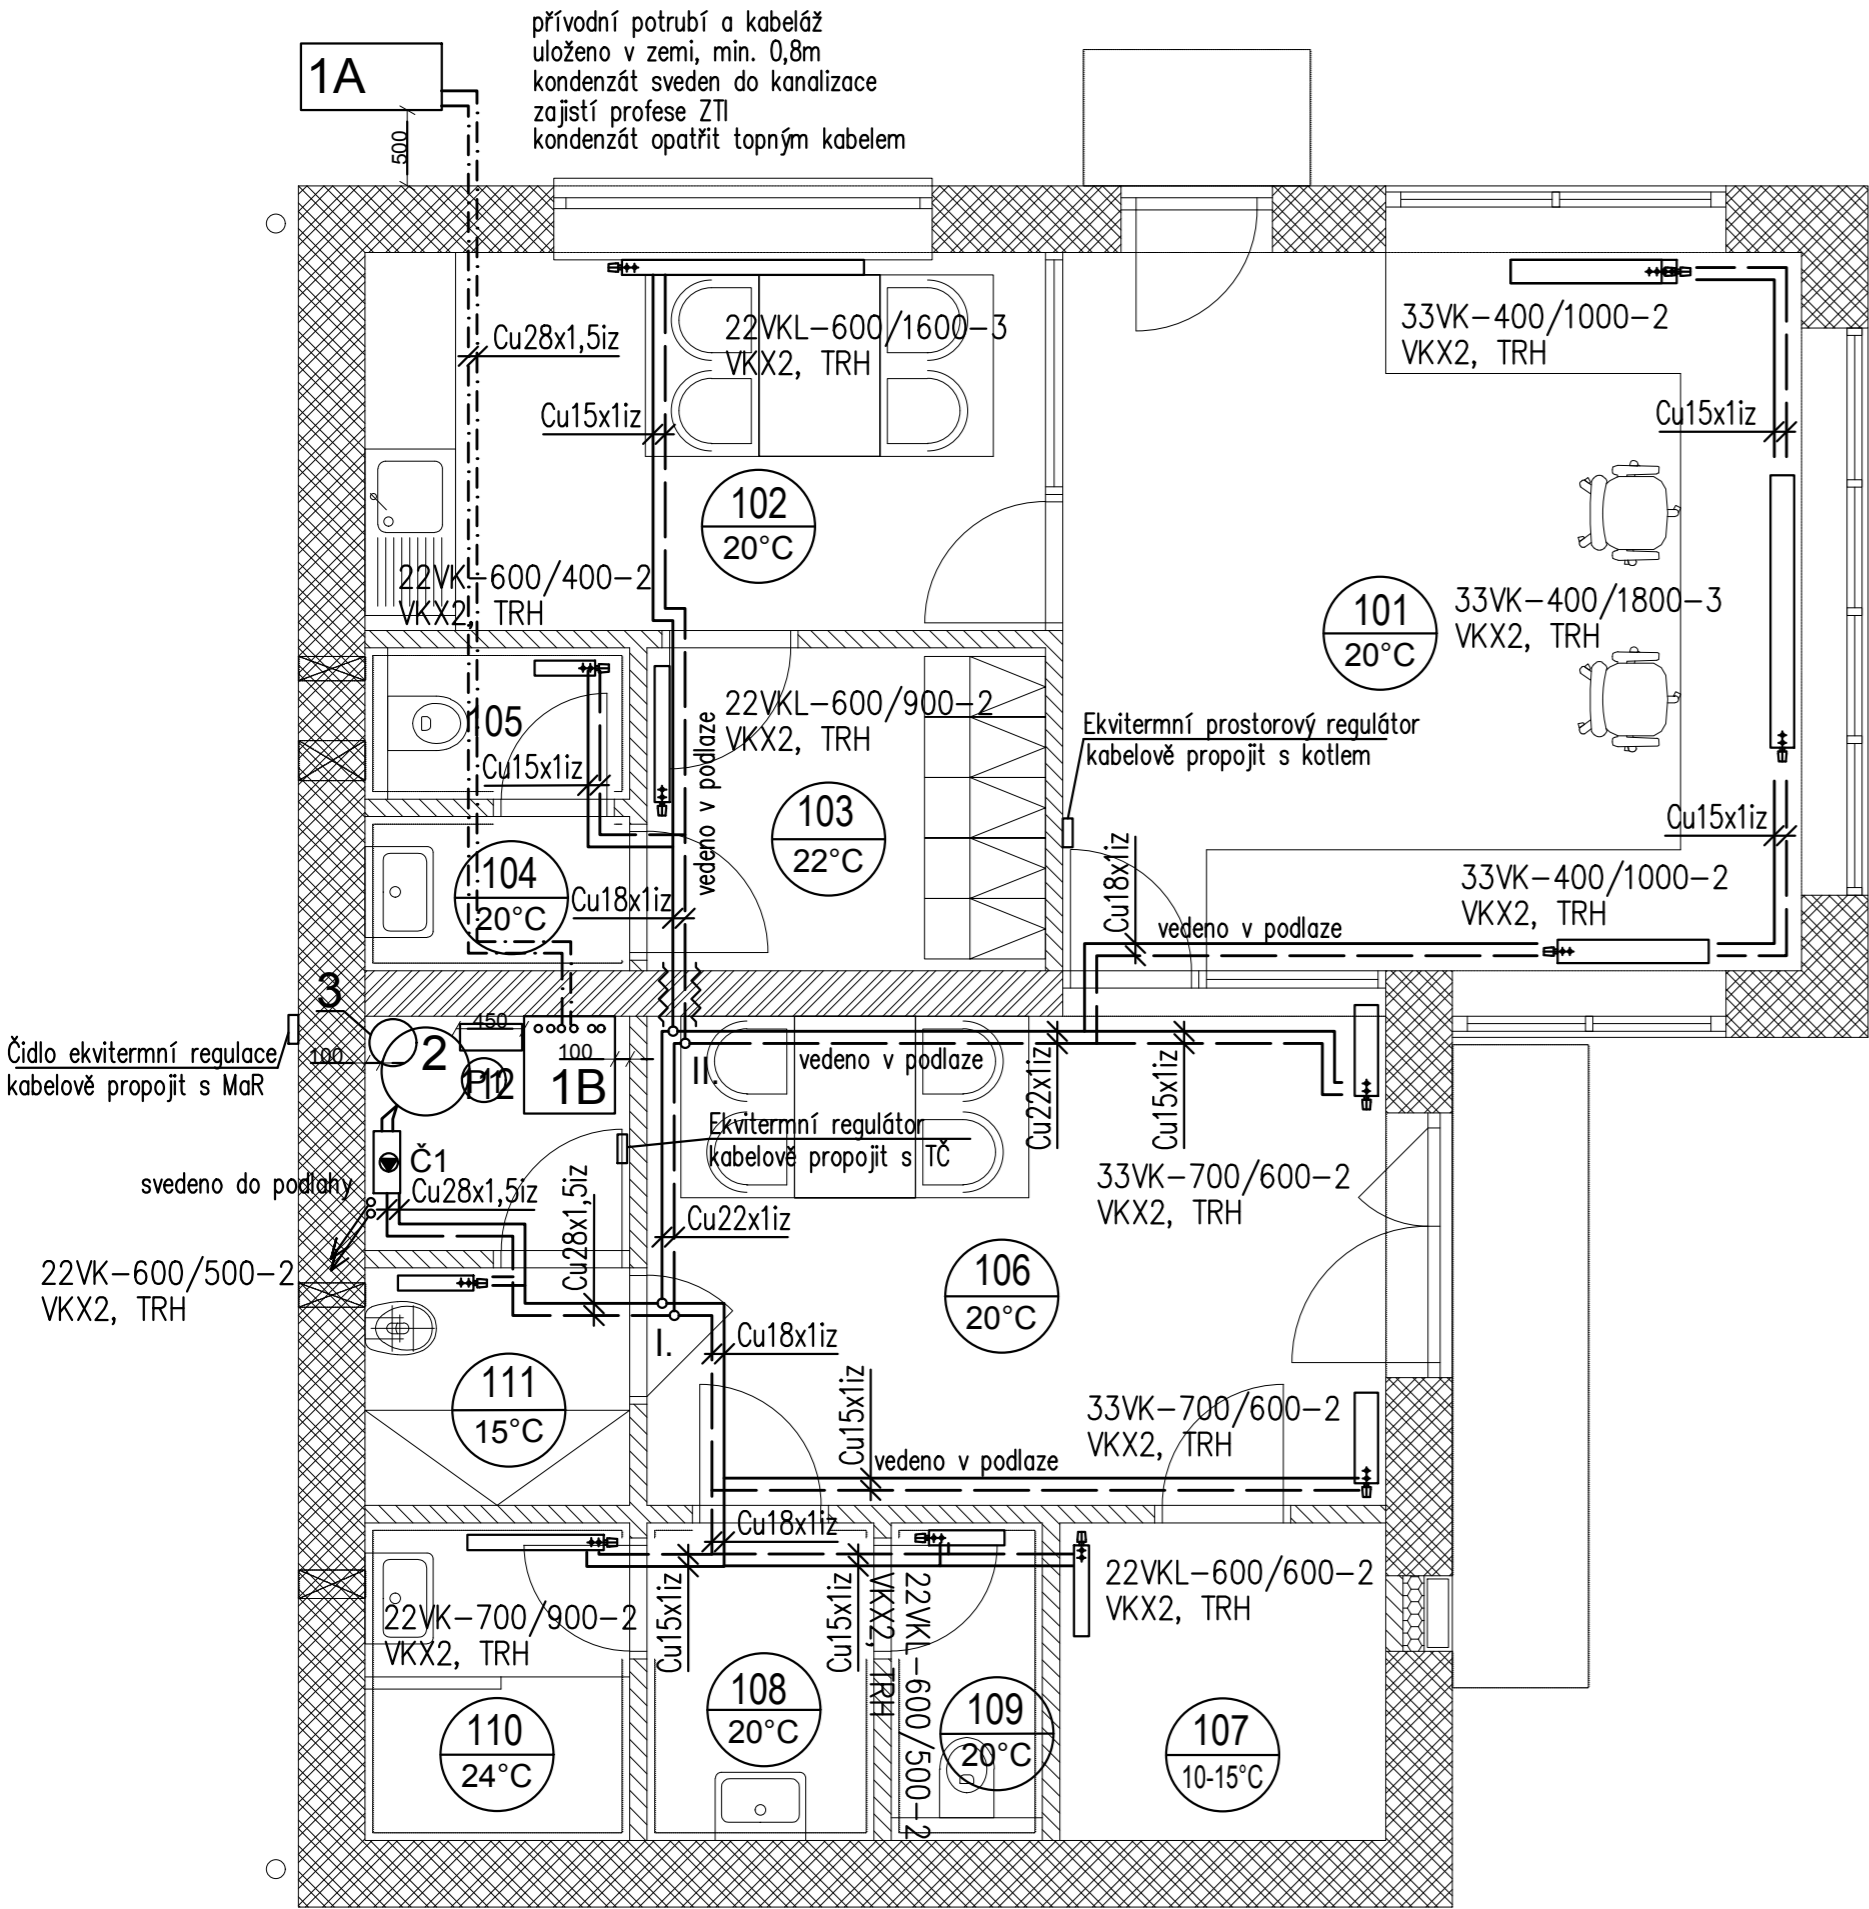 přívodní potrubí a kabeláž
uloženo v zemi, min. 0,8m
kondenzát sveden do kanalizace
zajistí profese ZTI
kondenzát opatřit topným kabelem
1A
500
Cu28x1,5iz
22VKL-600/1600-3
VKX2, TRH
33VK-400/1000-2
VKX2, TRH
Cu15x1iz
Cu15x1iz
102
20°C
22VK-600/400-2
VKX2, TRH
101
20°C
33VK-400/1800-3
VKX2, TRH
105
Cu15x1iz
22VKL-600/900-2
VKX2, TRH
vedeno v podlaze
Ekvitermní prostorový regulátor
kabelově propojit s kotlem
103
22°C
Cu15x1iz
104
20°C
Cu18x1iz
Cu18x1iz
33VK-400/1000-2
VKX2, TRH
vedeno v podlaze
3
Čidlo ekvitermní regulace
kabelově propojit s MaR
100
450
2
112
1B
100
II.
vedeno v podlaze
Cu22x1iz
Cu15x1iz
Ekvitermní regulátor
kabelově propojit s TČ
Č1
svedeno do podlahy
Cu28x1,5iz
Cu28x1,5iz
33VK-700/600-2
VKX2, TRH
Cu22x1iz
22VK-600/500-2
VKX2, TRH
106
20°C
I.
Cu18x1iz
111
15°C
Cu15x1iz
33VK-700/600-2
VKX2, TRH
vedeno v podlaze
Cu18x1iz
22VK-700/900-2
VKX2, TRH
Cu15x1iz
Cu15x1iz
22VKL-600/500-2
VKX2, TRH
22VKL-600/600-2
VKX2, TRH
110
24°C
108
20°C
109
20°C
107
10-15°C